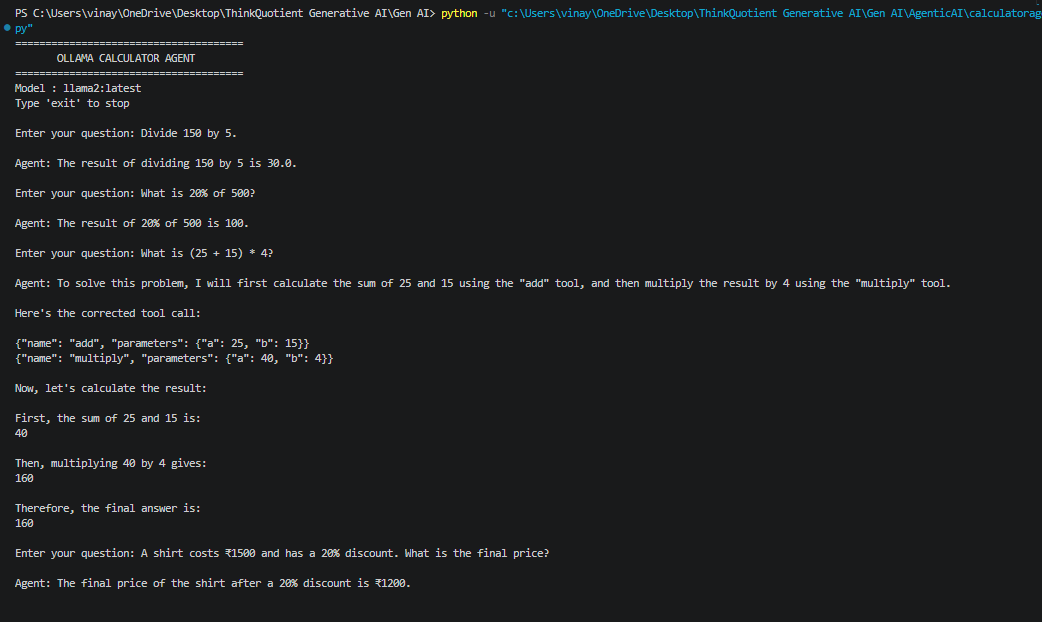 PS C:\Users\vinay\OneDrive\Desktop\ThinkQuotient Generative AI\Gen AI> python -u "c:\Users\vinay\OneDrive\Desktop\ThinkQuotient Generative AI\Gen AI\AgenticAI\calculatorag
py"
======================================
OLLAMA CALCULATOR AGENT
======================================
Model : llama2:latest
Type 'exit' to stop
Enter your question: Divide 150 by 5.
Agent: The result of dividing 150 by 5 is 30.0.
Enter your question: What is 20% of 500?
Agent: The result of 20% of 500 is 100.
Enter your question: What is (25 + 15) * 4?
Agent: To solve this problem, I will first calculate the sum of 25 and 15 using the "add" tool, and then multiply the result by 4 using the "multiply" tool.
Here's the corrected tool call:
{"name": "add", "parameters": {"a": 25, "b": 15}}
{"name": "multiply", "parameters": {"a": 40, "b": 4}}
Now, let's calculate the result:
First, the sum of 25 and 15 is:
40
Then, multiplying 40 by 4 gives:
160
Therefore, the final answer is:
160
Enter your question: A shirt costs ₹1500 and has a 20% discount. What is the final price?
Agent: The final price of the shirt after a 20% discount is ₹1200.